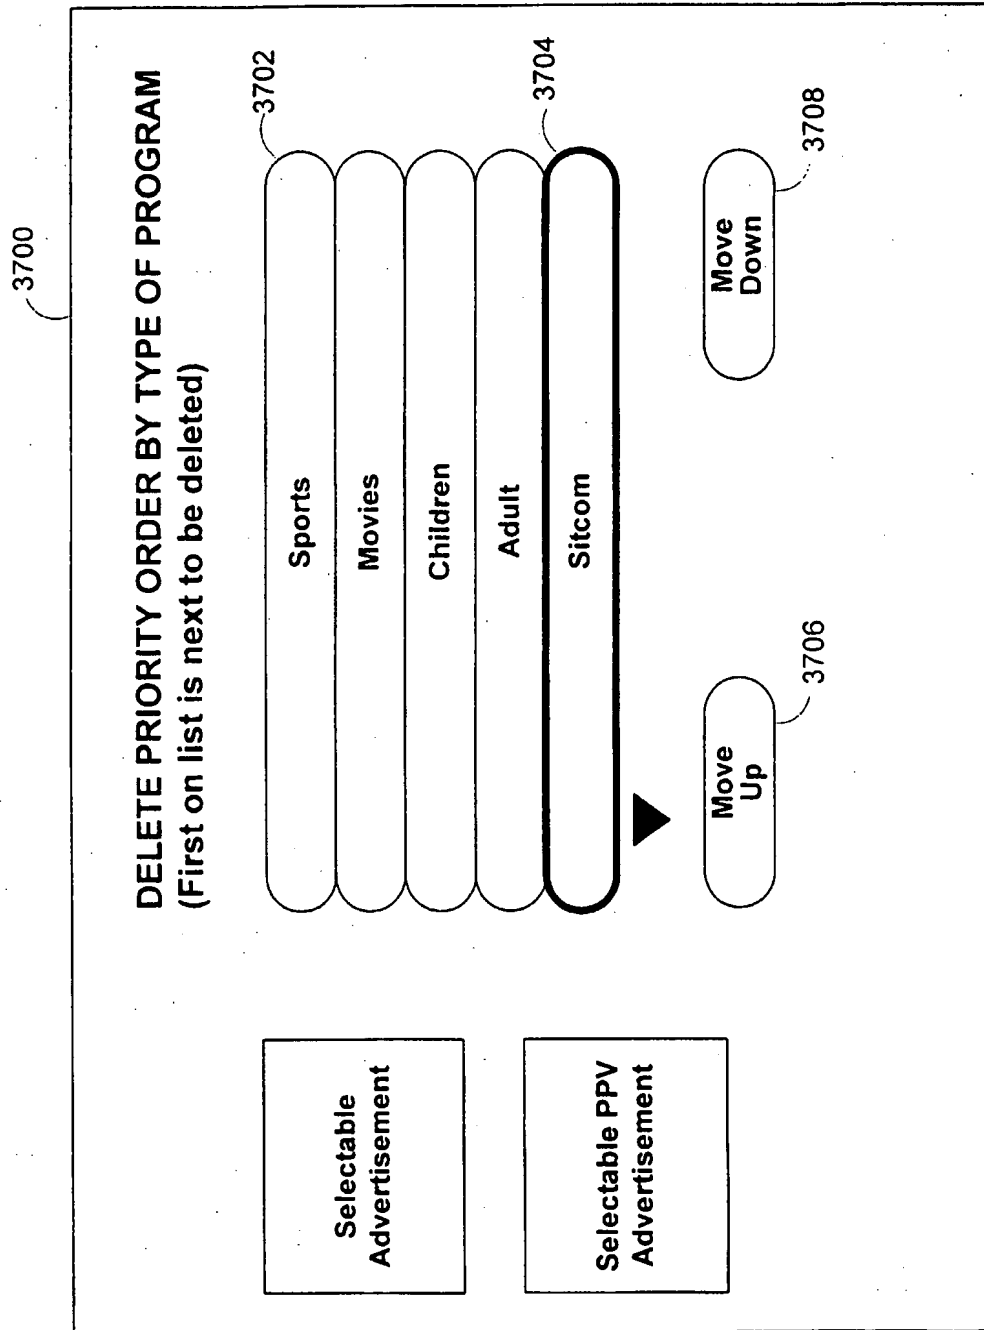 3700
DELETE PRIORITY ORDER BY TYPE OF PROGRAM
(First on list is next to be deleted)
3702
Selectable
Advertisement
Sports
Movies
Children
Adult
3704
Sitcom
Selectable PPV
Advertisement
Move
Up
3706
Move
Down
3708